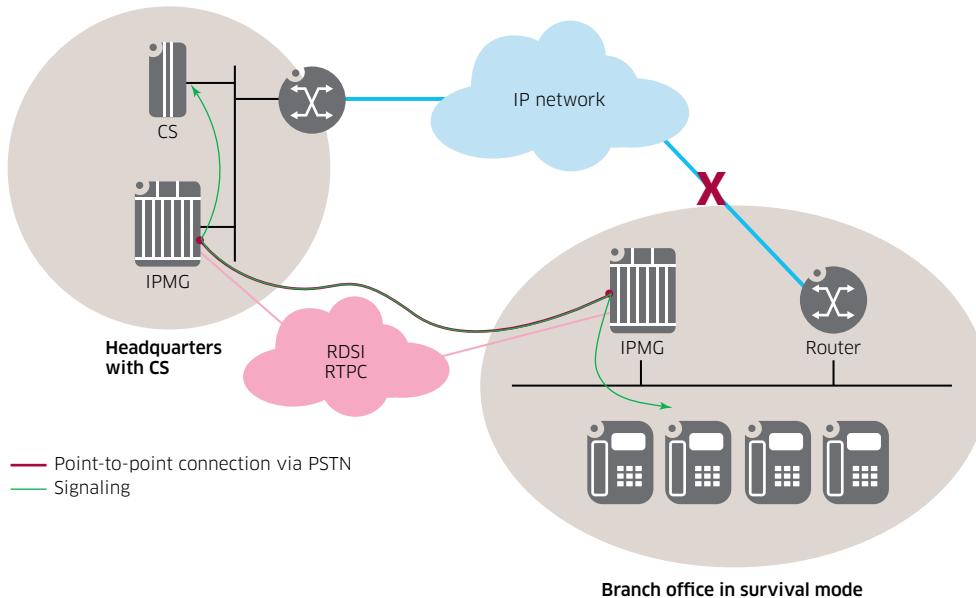 CS
IP network
X
IPMG
IPMG
Router
Headquarters
with CS
RDSI
RTPC
Point-to-point connection via PSTN
Signaling
Branch office in survival mode